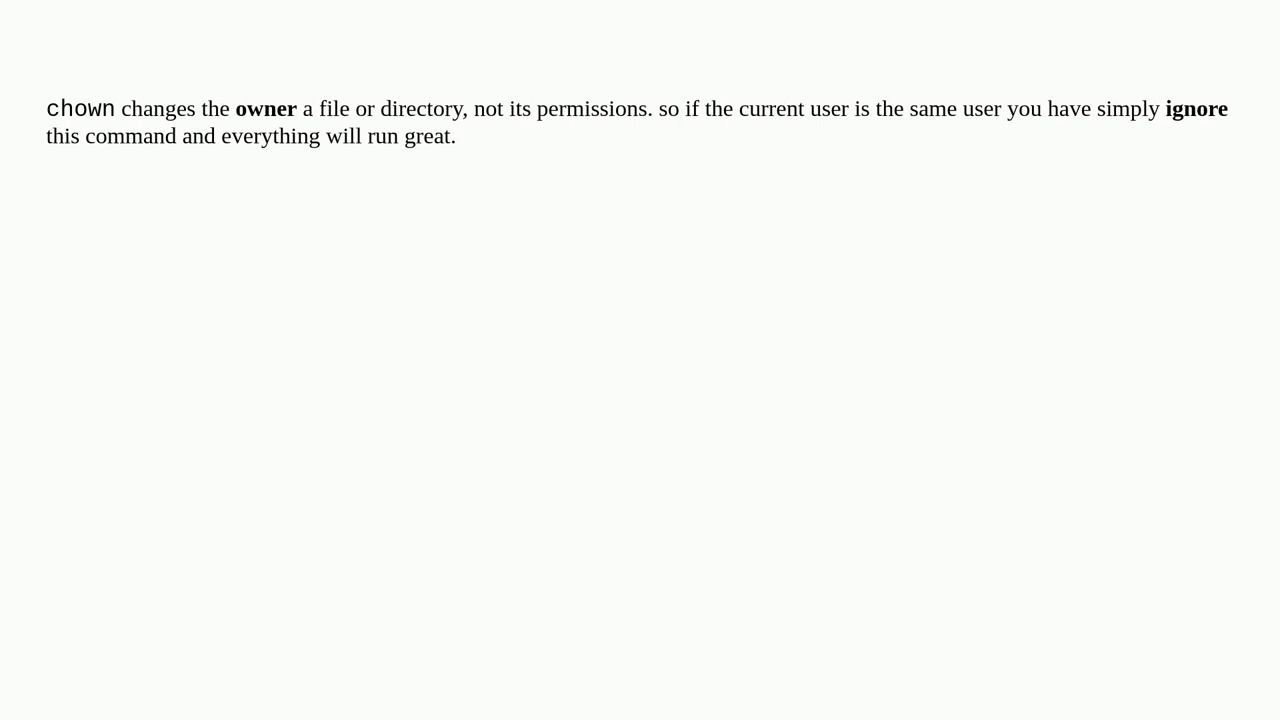 chown changes the owner a file or directory, not its permissions. so if the current user is the same user you have simply ignore
this command and everything will run great.